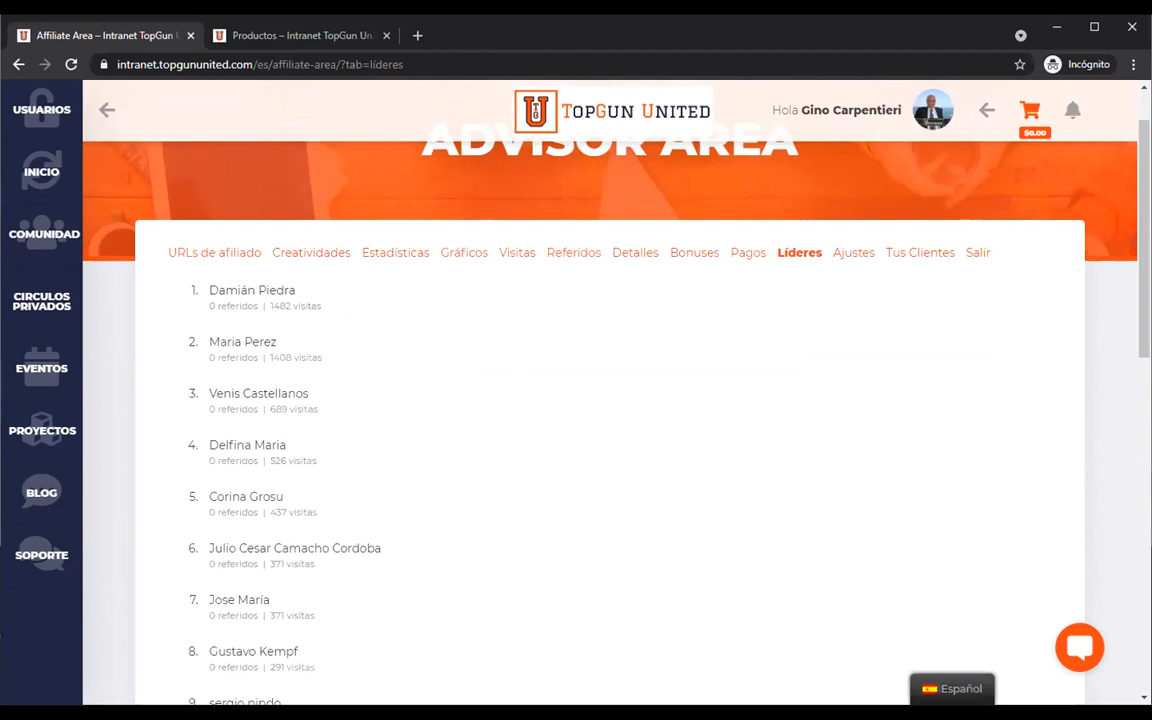 Affiliate Area – Intranet TopGun U
Productos – Intranet TopGun Un
intranet.topgununited.com/es/affiliate-area/?tab=líderes
Incógnito
USUARIOS
TOPGUN UNITED
Hola Gino Carpentieri
$0.00
ADVISOR AREA
INICIO
COMUNIDAD
CIRCULOS
PRIVADOS
EVENTOS
PROYECTOS
BLOG
SOPORTE
URLs de afiliado Creatividades Estadísticas Gráficos Visitas Referidos Detalles Bonuses Pagos Líderes Ajustes Tus Clientes Salir
1. Damián Piedra
0 referidos | 1482 visitas
2. Maria Perez
0 referidos | 1408 visitas
3. Venis Castellanos
0 referidos | 689 visitas
4. Delfina Maria
0 referidos | 526 visitas
5. Corina Grosu
0 referidos | 437 visitas
6. Julio Cesar Camacho Cordoba
0 referidos | 371 visitas
7. Jose María
0 referidos | 371 visitas
8. Gustavo Kempf
0 referidos | 291 visitas
9. sergio pindo
Español